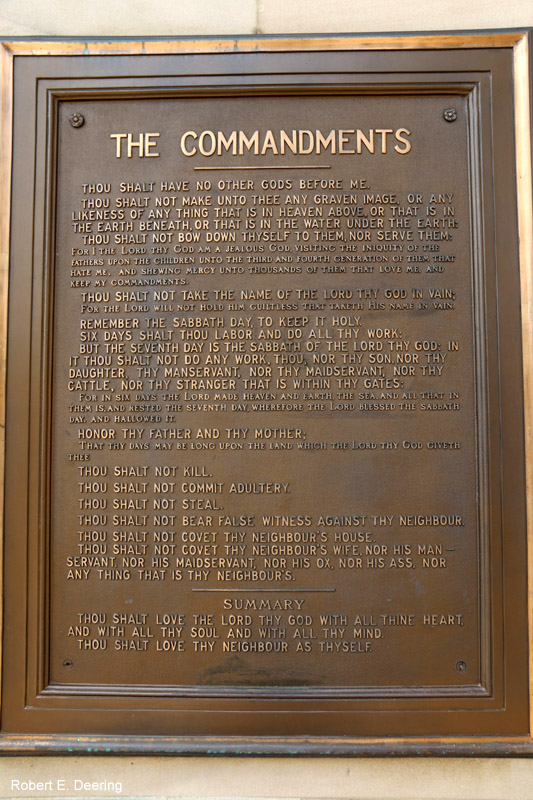 THE COMMANDMENTS
THOU SHALT HAVE NO OTHER GODS BEFORE ME.
THOU SHALT NOT MAKE UNTO THEE ANY GRAVEN IMAGE, OR ANY
LIKENESS OF ANY THING THAT IS IN HEAVEN ABOVE, OR THAT IS IN
THE EARTH BENEATH, OR THAT IS IN THE WATER UNDER THE EARTH:
THOU SHALT NOT BOW DOWN THYSELF TO THEM, NOR SERVE THEM:
FOR I THE LORD THY GOD AM A JEALOUS GOD, VISITING THE INIQUITY OF THE
FATHERS UPON THE CHILDREN UNTO THE THIRD AND FOURTH GENERATION OF THEM THAT
HATE ME, AND SHEWING MERCY UNTO THOUSANDS OF THEM THAT LOVE ME, AND
KEEP MY COMMANDMENTS.
THOU SHALT NOT TAKE THE NAME OF THE LORD THY GOD IN VAIN;
FOR THE LORD WILL NOT HOLD HIM GUILTLESS THAT TAKETH HIS NAME IN VAIN.
REMEMBER THE SABBATH DAY, TO KEEP IT HOLY.
SIX DAYS SHALT THOU LABOR AND DO ALL THY WORK:
BUT THE SEVENTH DAY IS THE SABBATH OF THE LORD THY GOD: IN
IT THOU SHALT NOT DO ANY WORK, THOU, NOR THY SON, NOR THY
DAUGHTER, THY MANSERVANT, NOR THY MAIDSERVANT, NOR THY
CATTLE, NOR THY STRANGER THAT IS WITHIN THY GATES:
FOR IN SIX DAYS THE LORD MADE HEAVEN AND EARTH, THE SEA, AND ALL THAT IN
THEM IS, AND RESTED THE SEVENTH DAY, WHEREFORE THE LORD BLESSED THE SABBATH
DAY, AND HALLOWED IT.
HONOR THY FATHER AND THY MOTHER;
THAT THY DAYS MAY BE LONG UPON THE LAND WHICH THE LORD THY GOD GIVETH
THEE
THOU SHALT NOT KILL.
THOU SHALT NOT COMMIT ADULTERY.
THOU SHALT NOT STEAL.
THOU SHALT NOT BEAR FALSE WITNESS AGAINST THY NEIGHBOUR.
THOU SHALT NOT COVET THY NEIGHBOUR'S HOUSE.
THOU SHALT NOT COVET THY NEIGHBOUR'S WIFE, NOR HIS MAN-
SERVANT, NOR HIS MAIDSERVANT, NOR HIS OX, NOR HIS ASS, NOR
ANY THING THAT IS THY NEIGHBOUR'S.
SUMMARY
THOU SHALT LOVE THE LORD THY GOD WITH ALL THINE HEART,
AND WITH ALL THY SOUL AND WITH ALL THY MIND.
THOU SHALT LOVE THY NEIGHBOUR AS THYSELF.
Robert E. Deering